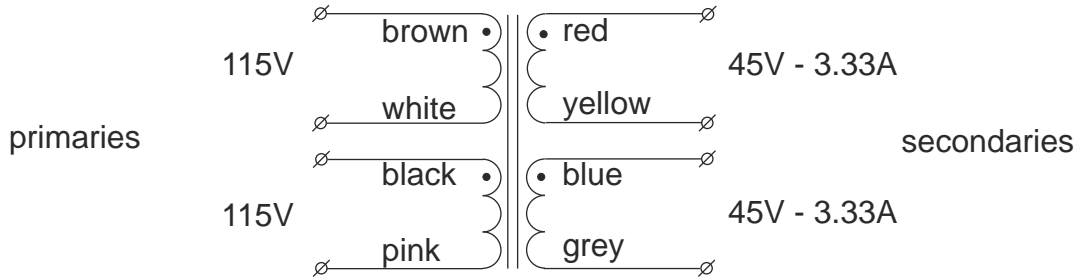 brown
red
115V
45V - 3.33A
white
yellow
primaries
secondaries
black
blue
115V
45V - 3.33A
pink
grey